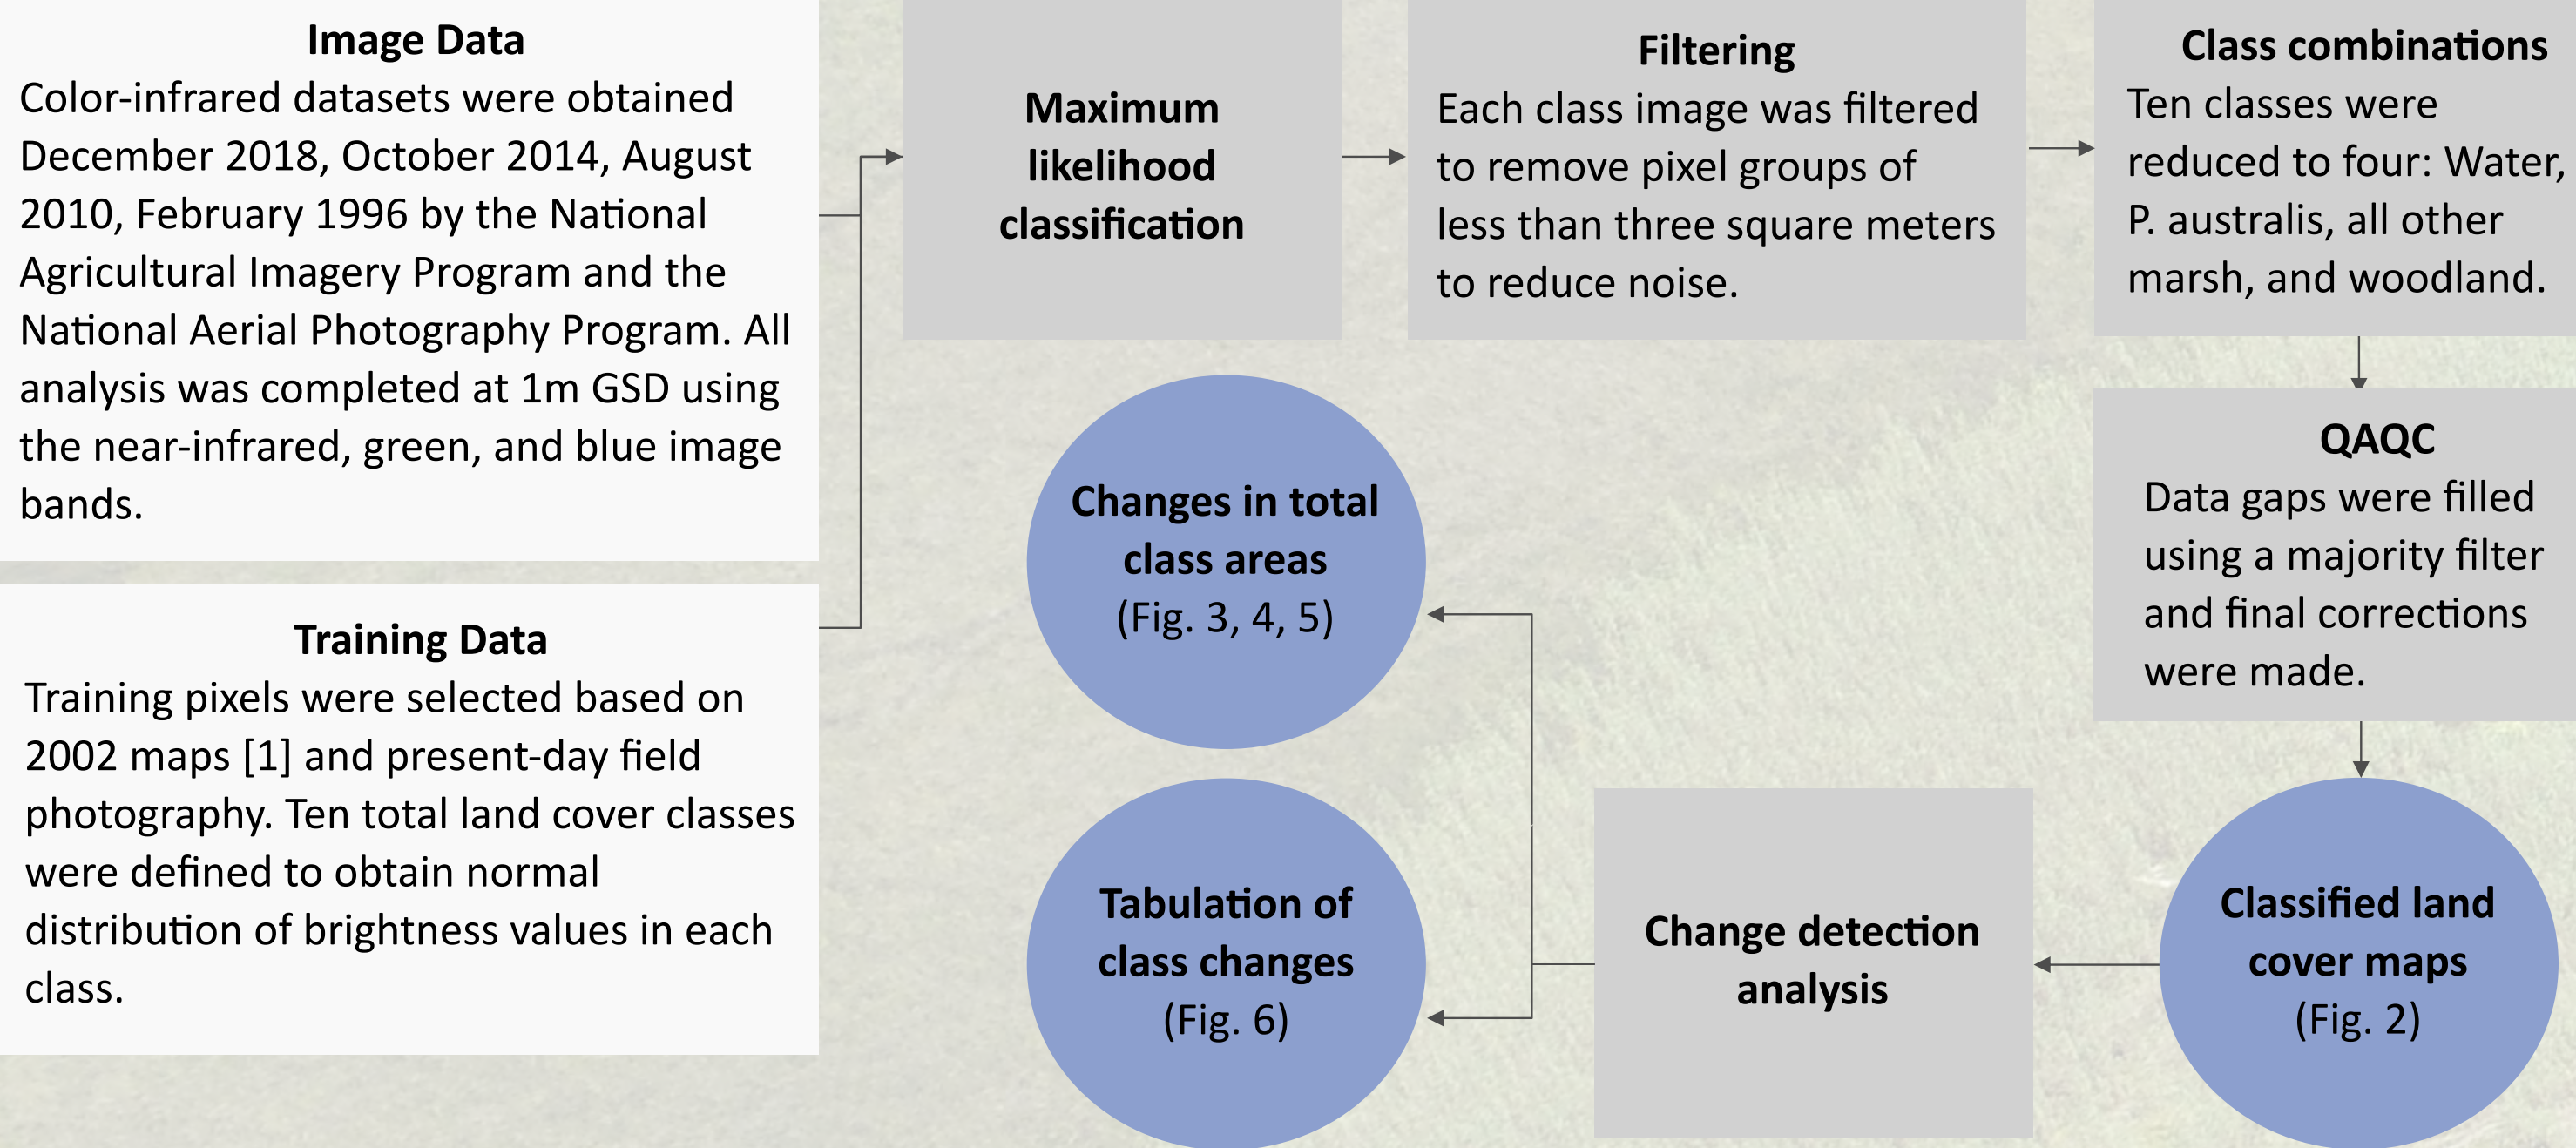 Image Data
Color-infrared datasets were obtained
December 2018, October 2014, August
2010, February 1996 by the National
Agricultural Imagery Program and the
National Aerial Photography Program. All
analysis was completed at 1m GSD using
the near-infrared, green, and blue image
bands.
Training Data
Training pixels were selected based on
2002 maps [1] and present-day field
photography. Ten total land cover classes
were defined to obtain normal
distribution of brightness values in each
class.
Maximum
likelihood
classification
Filtering
Each class image was filtered
to remove pixel groups of
less than three square meters
to reduce noise.
Class combinations
Ten classes were
reduced to four: Water,
P. australis, all other
marsh, and woodland.
QAQC
Data gaps were filled
using a majority filter
and final corrections
were made.
Classified land
cover maps
(Fig. 2)
Change detection
analysis
Changes in total
class areas
(Fig. 3, 4, 5)
Tabulation of
class changes
(Fig. 6)